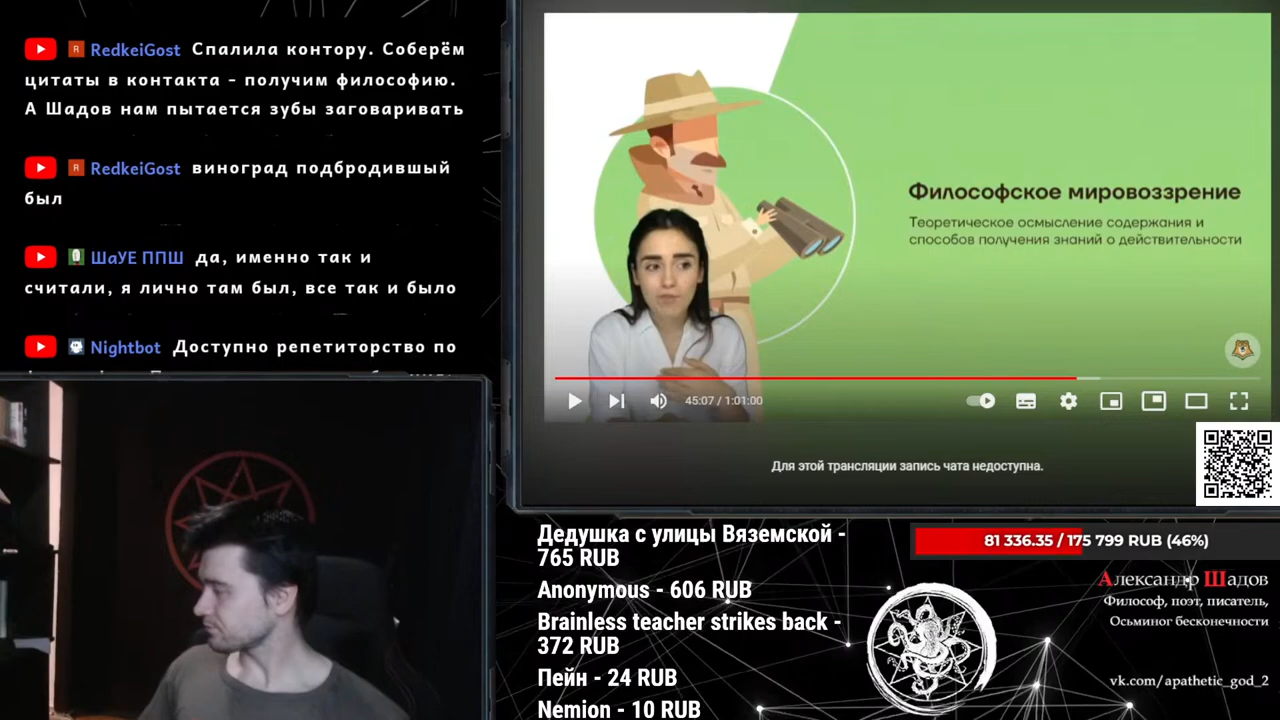 RedkeiGost Спалила контору. Соберём
цитаты в контакта - получим философию.
А Шадов нам пытается зубы заговаривать
RedkeiGost виноград подбродивший
был
ШаУЕ ППШ да, именно так и
считали, я лично там был, все так и было
Nightbot Доступно репетиторство по
Философское мировоззрение
Теоретическое осмысление содержания и
способов получения знаний о действительности
45:07 / 1:01:00
Для этой трансляции запись чата недоступна.
Дедушка с улицы Вяземской -
765 RUB
Anonymous - 606 RUB
Brainless teacher strikes back -
372 RUB
Пейн - 24 RUB
Nemion - 10 RUB
81 336.35 / 175 799 RUB (46%)
Александр Шадов
Философ, поэт, писатель,
Осьминог бесконечности
vk.com/apathetic_god_2